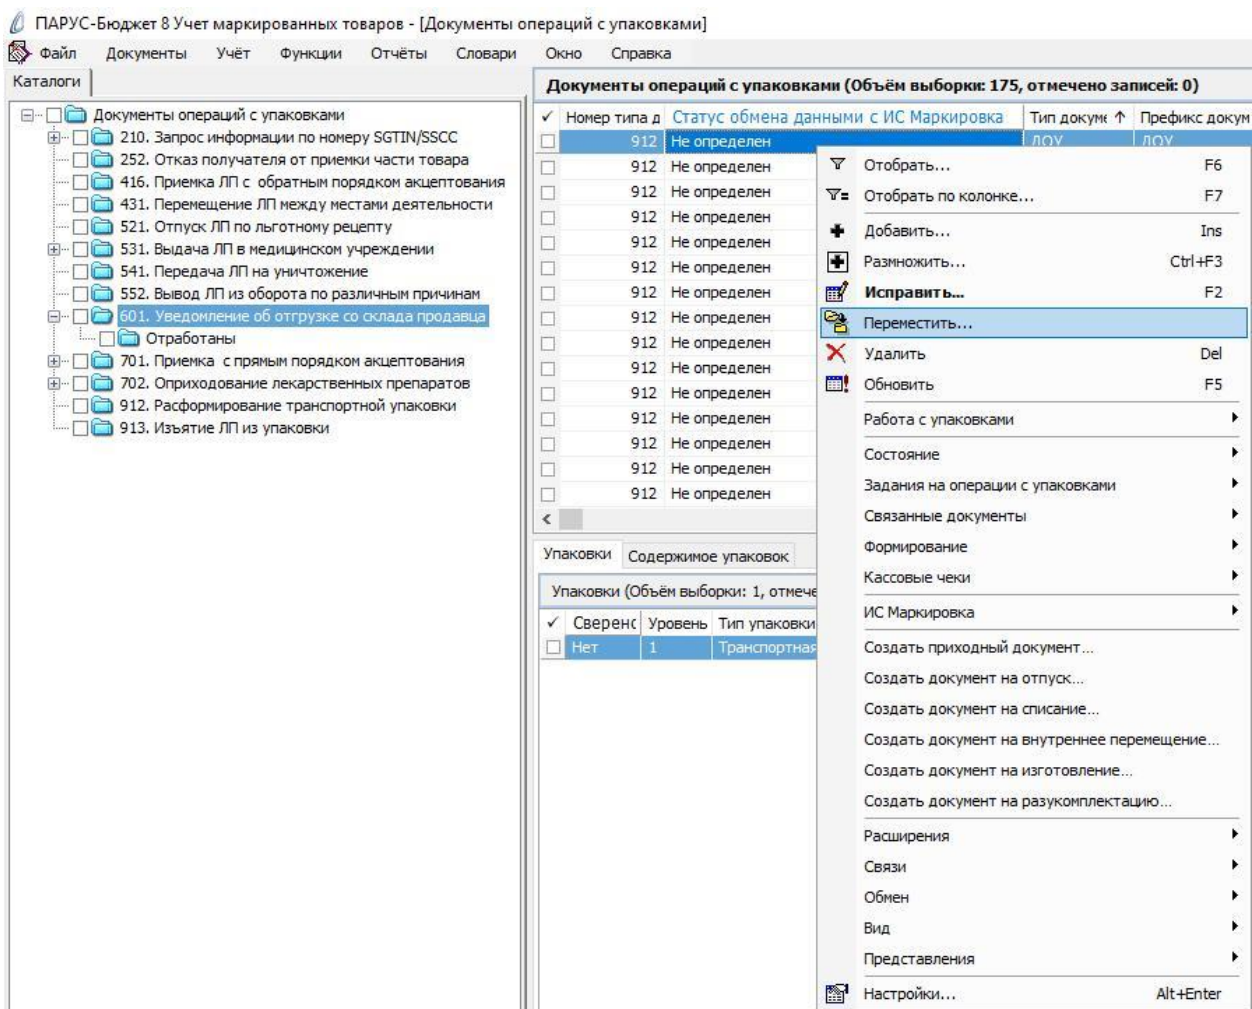 ПАРУС-Бюджет 8 Учет маркированных товаров - [Документы операций с упаковками]
Файл Документы Учёт Функции Отчёты Словари Окно Справка
Каталоги
Документы операций с упаковками
210. Запрос информации по номеру SGTIN/SSCC
252. Отказ получателя от приемки части товара
416. Приемка ЛП с обратным порядком акцептования
431. Перемещение ЛП между местами деятельности
521. Отпуск ЛП по льготному рецепту
531. Выдача ЛП в медицинском учреждении
541. Передача ЛП на уничтожение
552. Вывод ЛП из оборота по различным причинам
601. Уведомление об отгрузке со склада продавца
Отработаны
701. Приемка с прямым порядком акцептования
702. Оприходование лекарственных препаратов
912. Расформирование транспортной упаковки
913. Изъятие ЛП из упаковки
Документы операций с упаковками (Объём выборки: 175, отмечено записей: 0)
Номер типа д Статус обмена данными с ИС Маркировка Тип докуме Префикс докум
912 Не определен ДОУ ДОУ
912 Не определен
912 Не определен
912 Не определен
912 Не определен
912 Не определен
912 Не определен
912 Не определен
912 Не определен
912 Не определен
912 Не определен
912 Не определен
912 Не определен
912 Не определен
912 Не определен
Упаковки Содержимое упаковок
Упаковки (Объём выборки: 1, отмече
Сверено Уровень Тип упаковки
Нет 1 Транспортная
Отобрать... F6
Отобрать по колонке... F7
Добавить... Ins
Размножить... Ctrl+F3
Исправить... F2
Переместить...
Удалить Del
Обновить F5
Работа с упаковками
Состояние
Задания на операции с упаковками
Связанные документы
Формирование
Кассовые чеки
ИС Маркировка
Создать приходный документ...
Создать документ на отпуск...
Создать документ на списание...
Создать документ на внутреннее перемещение...
Создать документ на изготовление...
Создать документ на разукомплектацию...
Расширения
Связи
Обмен
Вид
Представления
Настройки... Alt+Enter